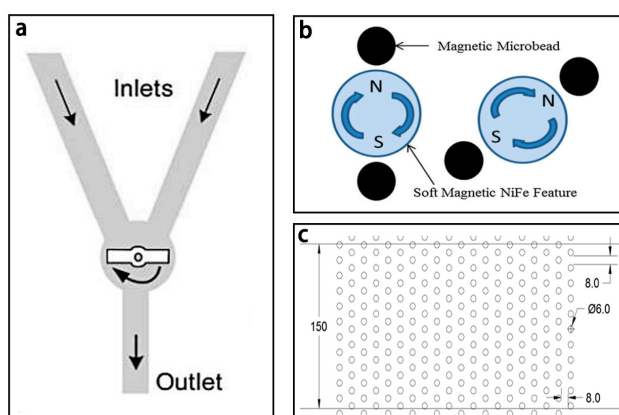 a
Inlets
Outlet
b
Magnetic Microbead
N
S
N
S
Soft Magnetic NiFe Feature
c
150
8.0
Ø6.0
8.0